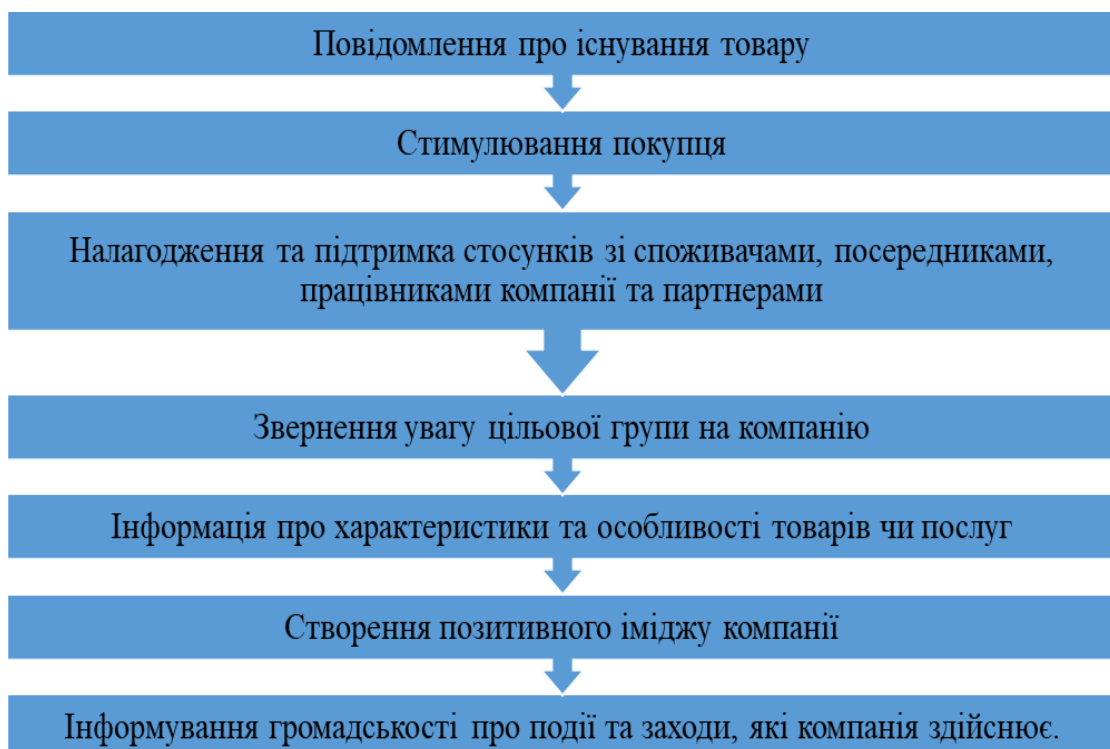 Повідомлення про існування товару
Стимулювання покупця
Налагодження та підтримка стосунків зі споживачами, посередниками,
працівниками компанії та партнерами
Звернення увагу цільової групи на компанію
Інформація про характеристики та особливості товарів чи послуг
Створення позитивного іміджу компанії
Інформування громадськості про події та заходи, які компанія здійснює.